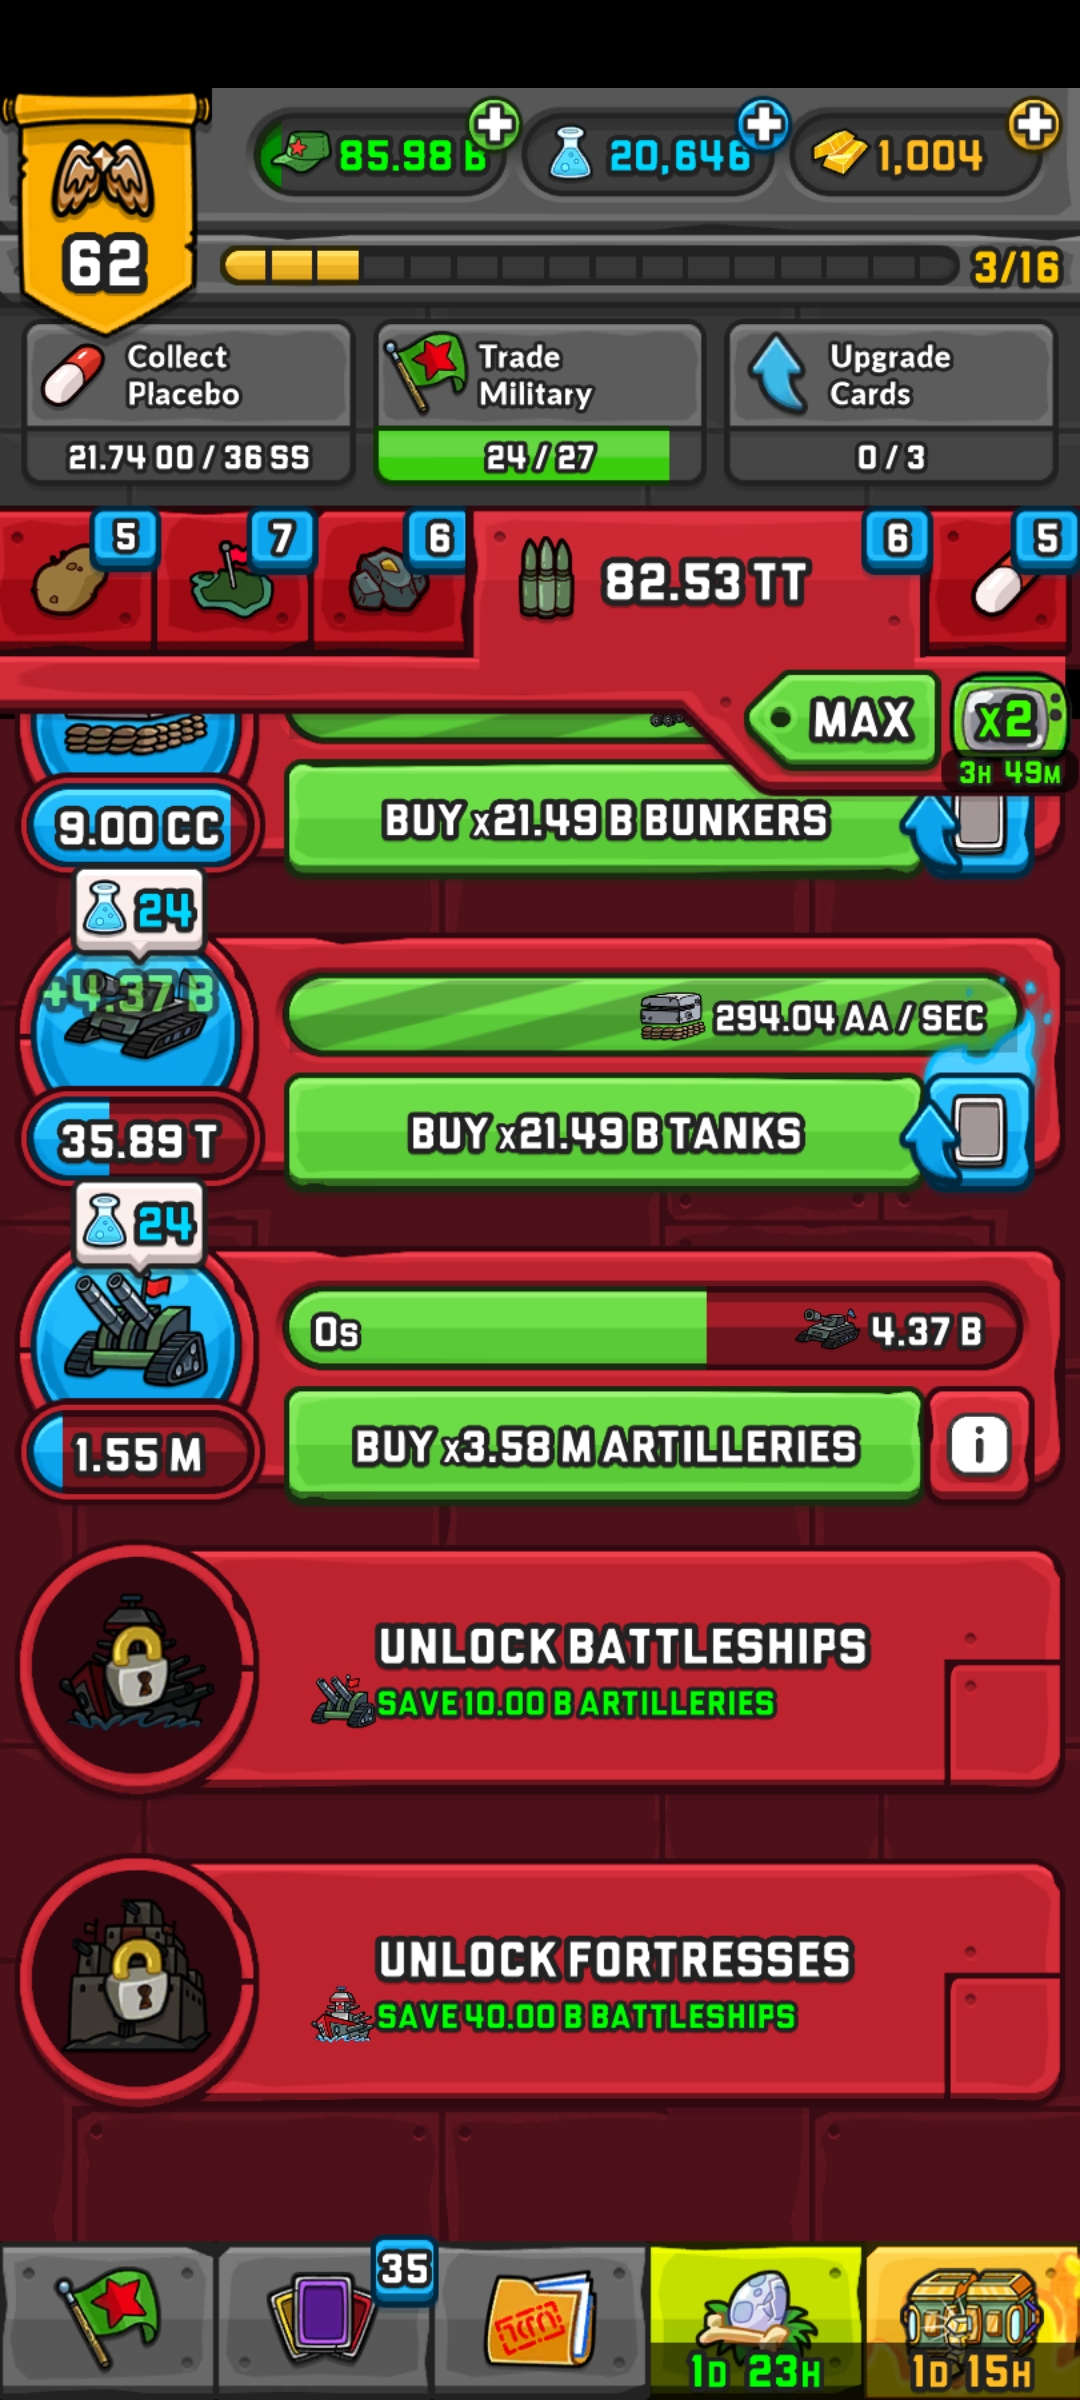 85.98 B
20,646
1,004
62
3/16
Collect
Placebo
21.74 OO / 36 SS
Trade
Military
24 / 27
Upgrade
Cards
0 / 3
5
7
6
82.53 TT
6
5
MAX
x2
3H 49M
9.00 CC
BUY x21.49 B BUNKERS
24
+4.37 B
294.04 AA / SEC
35.89 T
BUY x21.49 B TANKS
24
0s
4.37 B
1.55 M
BUY x3.58 M ARTILLERIES
i
UNLOCK BATTLESHIPS
SAVE 10.00 B ARTILLERIES
UNLOCK FORTRESSES
SAVE 40.00 B BATTLESHIPS
35
1D 23H
1D 15H